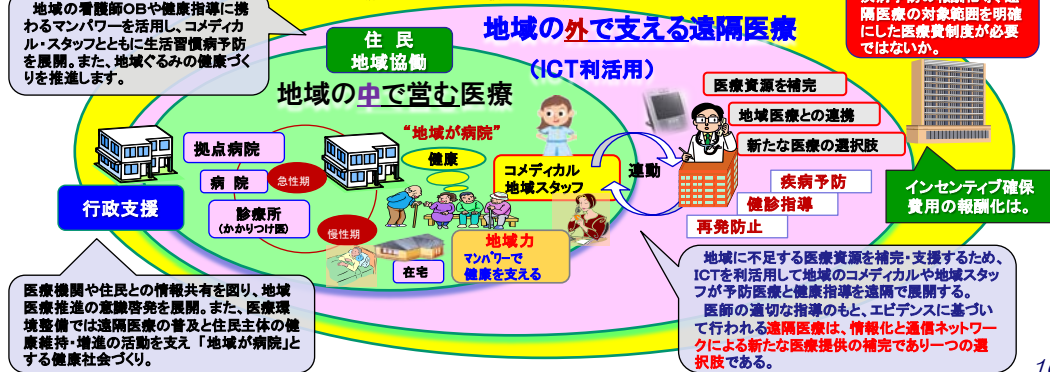 地域の看護師OBや健康指導に携
わるマンパワーを活用し、コメディカ
ル・スタッフとともに生活習慣病予防
を展開。また、地域ぐるみの健康づく
りを推進します。
住 民
地域協働
地域の外で支える遠隔医療
(ICT利活用)
隔医療の対象範囲を明確
にした医療費制度が必要
ではないか。
地域の中で営む医療
“地域が病院”
健康
拠点病院
病 院
急性期
診療所
(かかりつけ医)
慢性期
在宅
行政支援
コメディカル
地域スタッフ
連動
地域力
マンパワーで
健康を支える
医療資源を補完
地域医療との連携
新たな医療の選択肢
疾病予防
健診指導
再発防止
インセンティブ確保
費用の報酬化は。
医療機関や住民との情報共有を図り、地域
医療推進の意識啓発を展開。また、医療環
境整備では遠隔医療の普及と住民主体の健
康維持・増進の活動を支え 「地域が病院」と
する健康社会づくり。
地域に不足する医療資源を補完・支援するため、
ICTを利活用して地域のコメディカルや地域スタッ
フが予防医療と健康指導を遠隔で展開する。
医師の適切な指導のもと、エビデンスに基づい
て行われる遠隔医療は、情報化と通信ネットワー
クによる新たな医療提供の補完であり一つの選
択肢である。